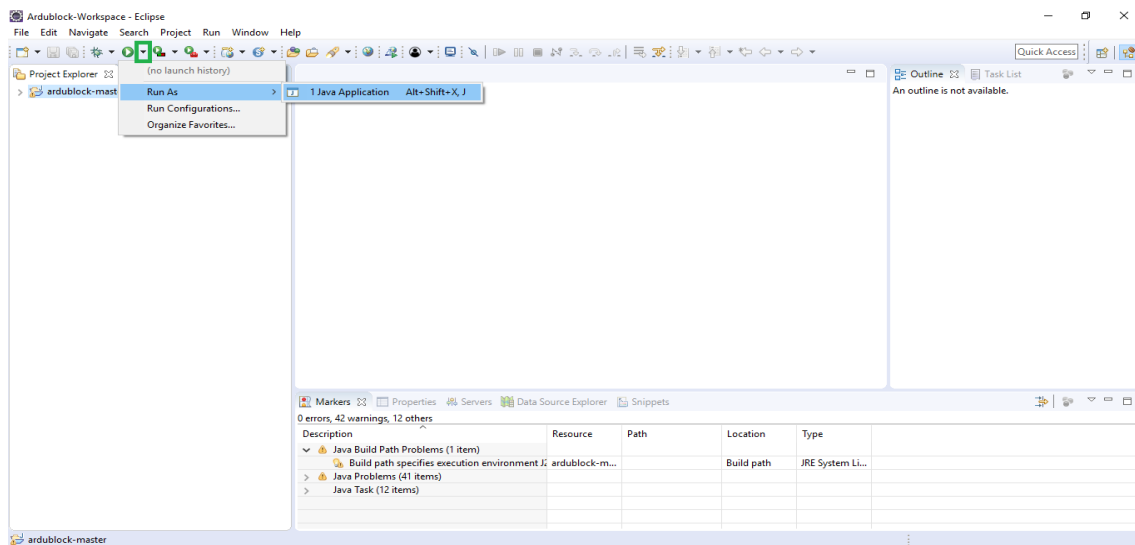 Ardublock-Workspace - Eclipse
File Edit Navigate Search Project Run Window Help
Quick Access
Project Explorer
ardublock-mast
(no launch history)
Run As
1 Java Application Alt+Shift+X, J
Run Configurations...
Organize Favorites...
Outline Task List
An outline is not available.
Markers Properties Servers Data Source Explorer Snippets
0 errors, 42 warnings, 12 others
Description Resource Path Location Type
Java Build Path Problems (1 item)
Build path specifies execution environment J2 ardublock-m... Build path JRE System Li...
Java Problems (41 items)
Java Task (12 items)
ardublock-master